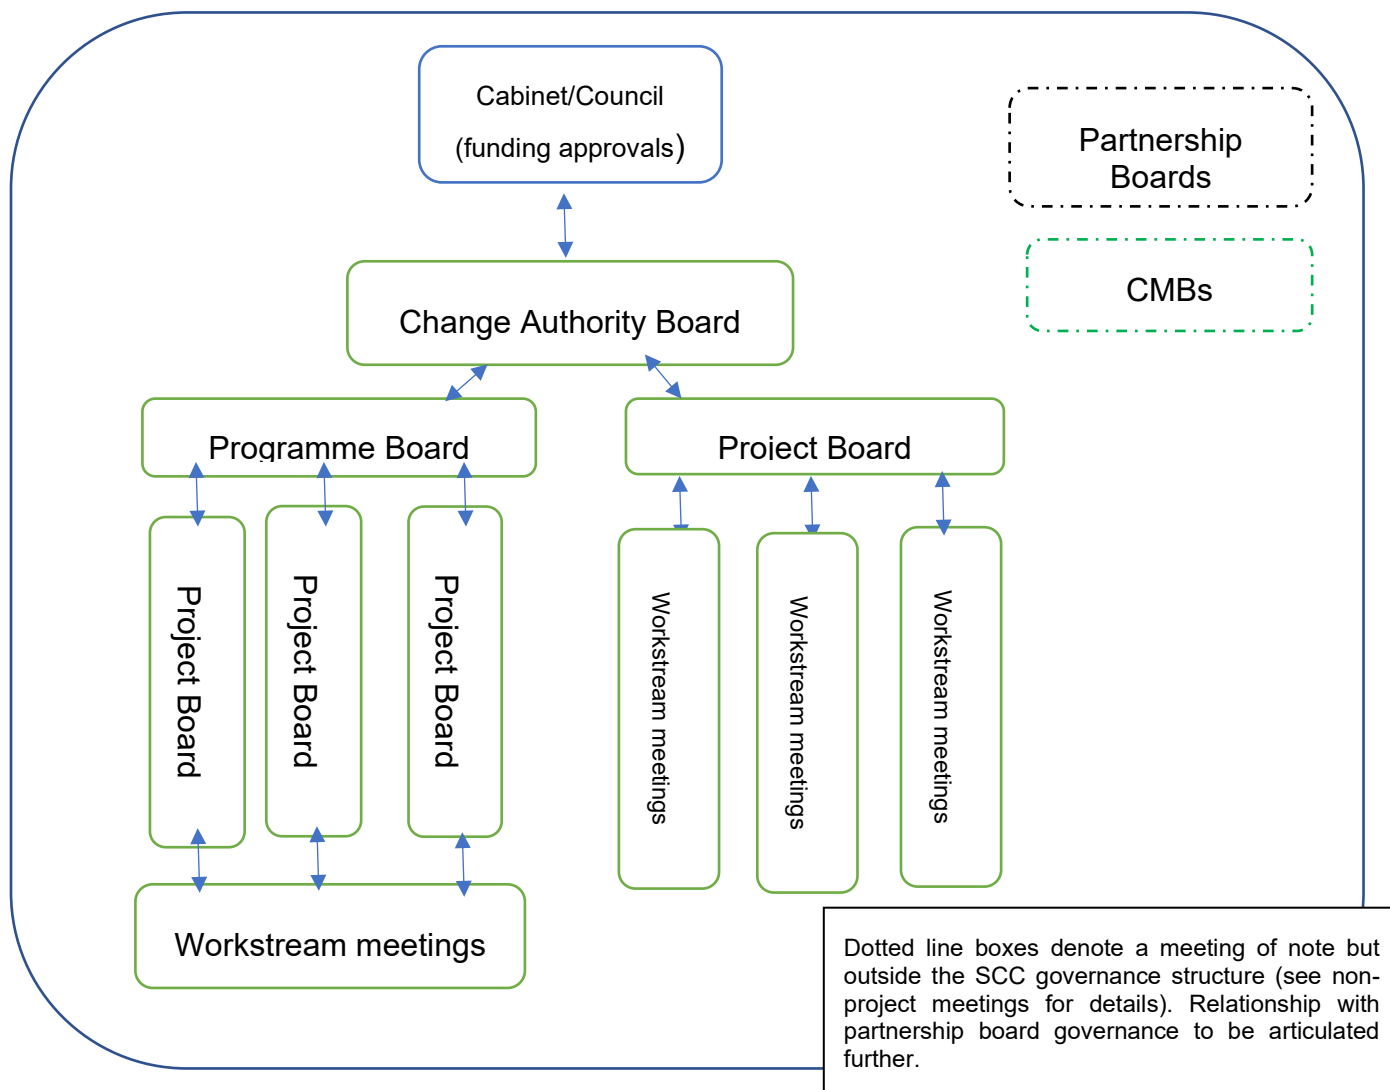 Cabinet/Council
(funding approvals)
Partnership
Boards
CMBs
Change Authority Board
Programme Board
Project Board
Project Board
Project Board
Project Board
Workstream meetings
Workstream meetings
Workstream meetings
Workstream meetings
Dotted line boxes denote a meeting of note but
outside the SCC governance structure (see non-
project meetings for details). Relationship with
partnership board governance to be articulated
further.